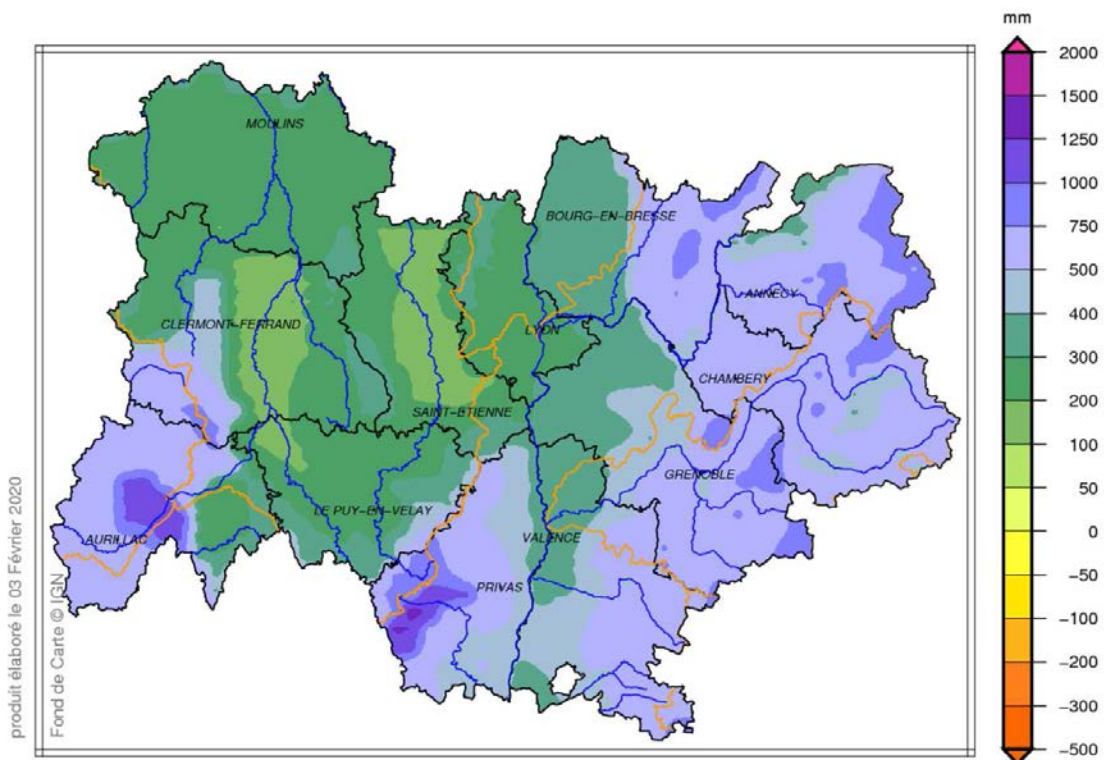 mm
2000
1500
1250
1000
750
500
400
300
200
100
50
0
−50
−100
−200
−300
−500
MOULINS
BOURG-EN-BRESSE
ANNECY
CLERMONT-FERRAND
LYON
CHAMBERY
SAINT-ETIENNE
GRENOBLE
LE PUY-EN-VELAY
AURILLAC
VALENCE
PRIVAS
produit élaboré le 03 Février 2020
Fond de Carte © IGN